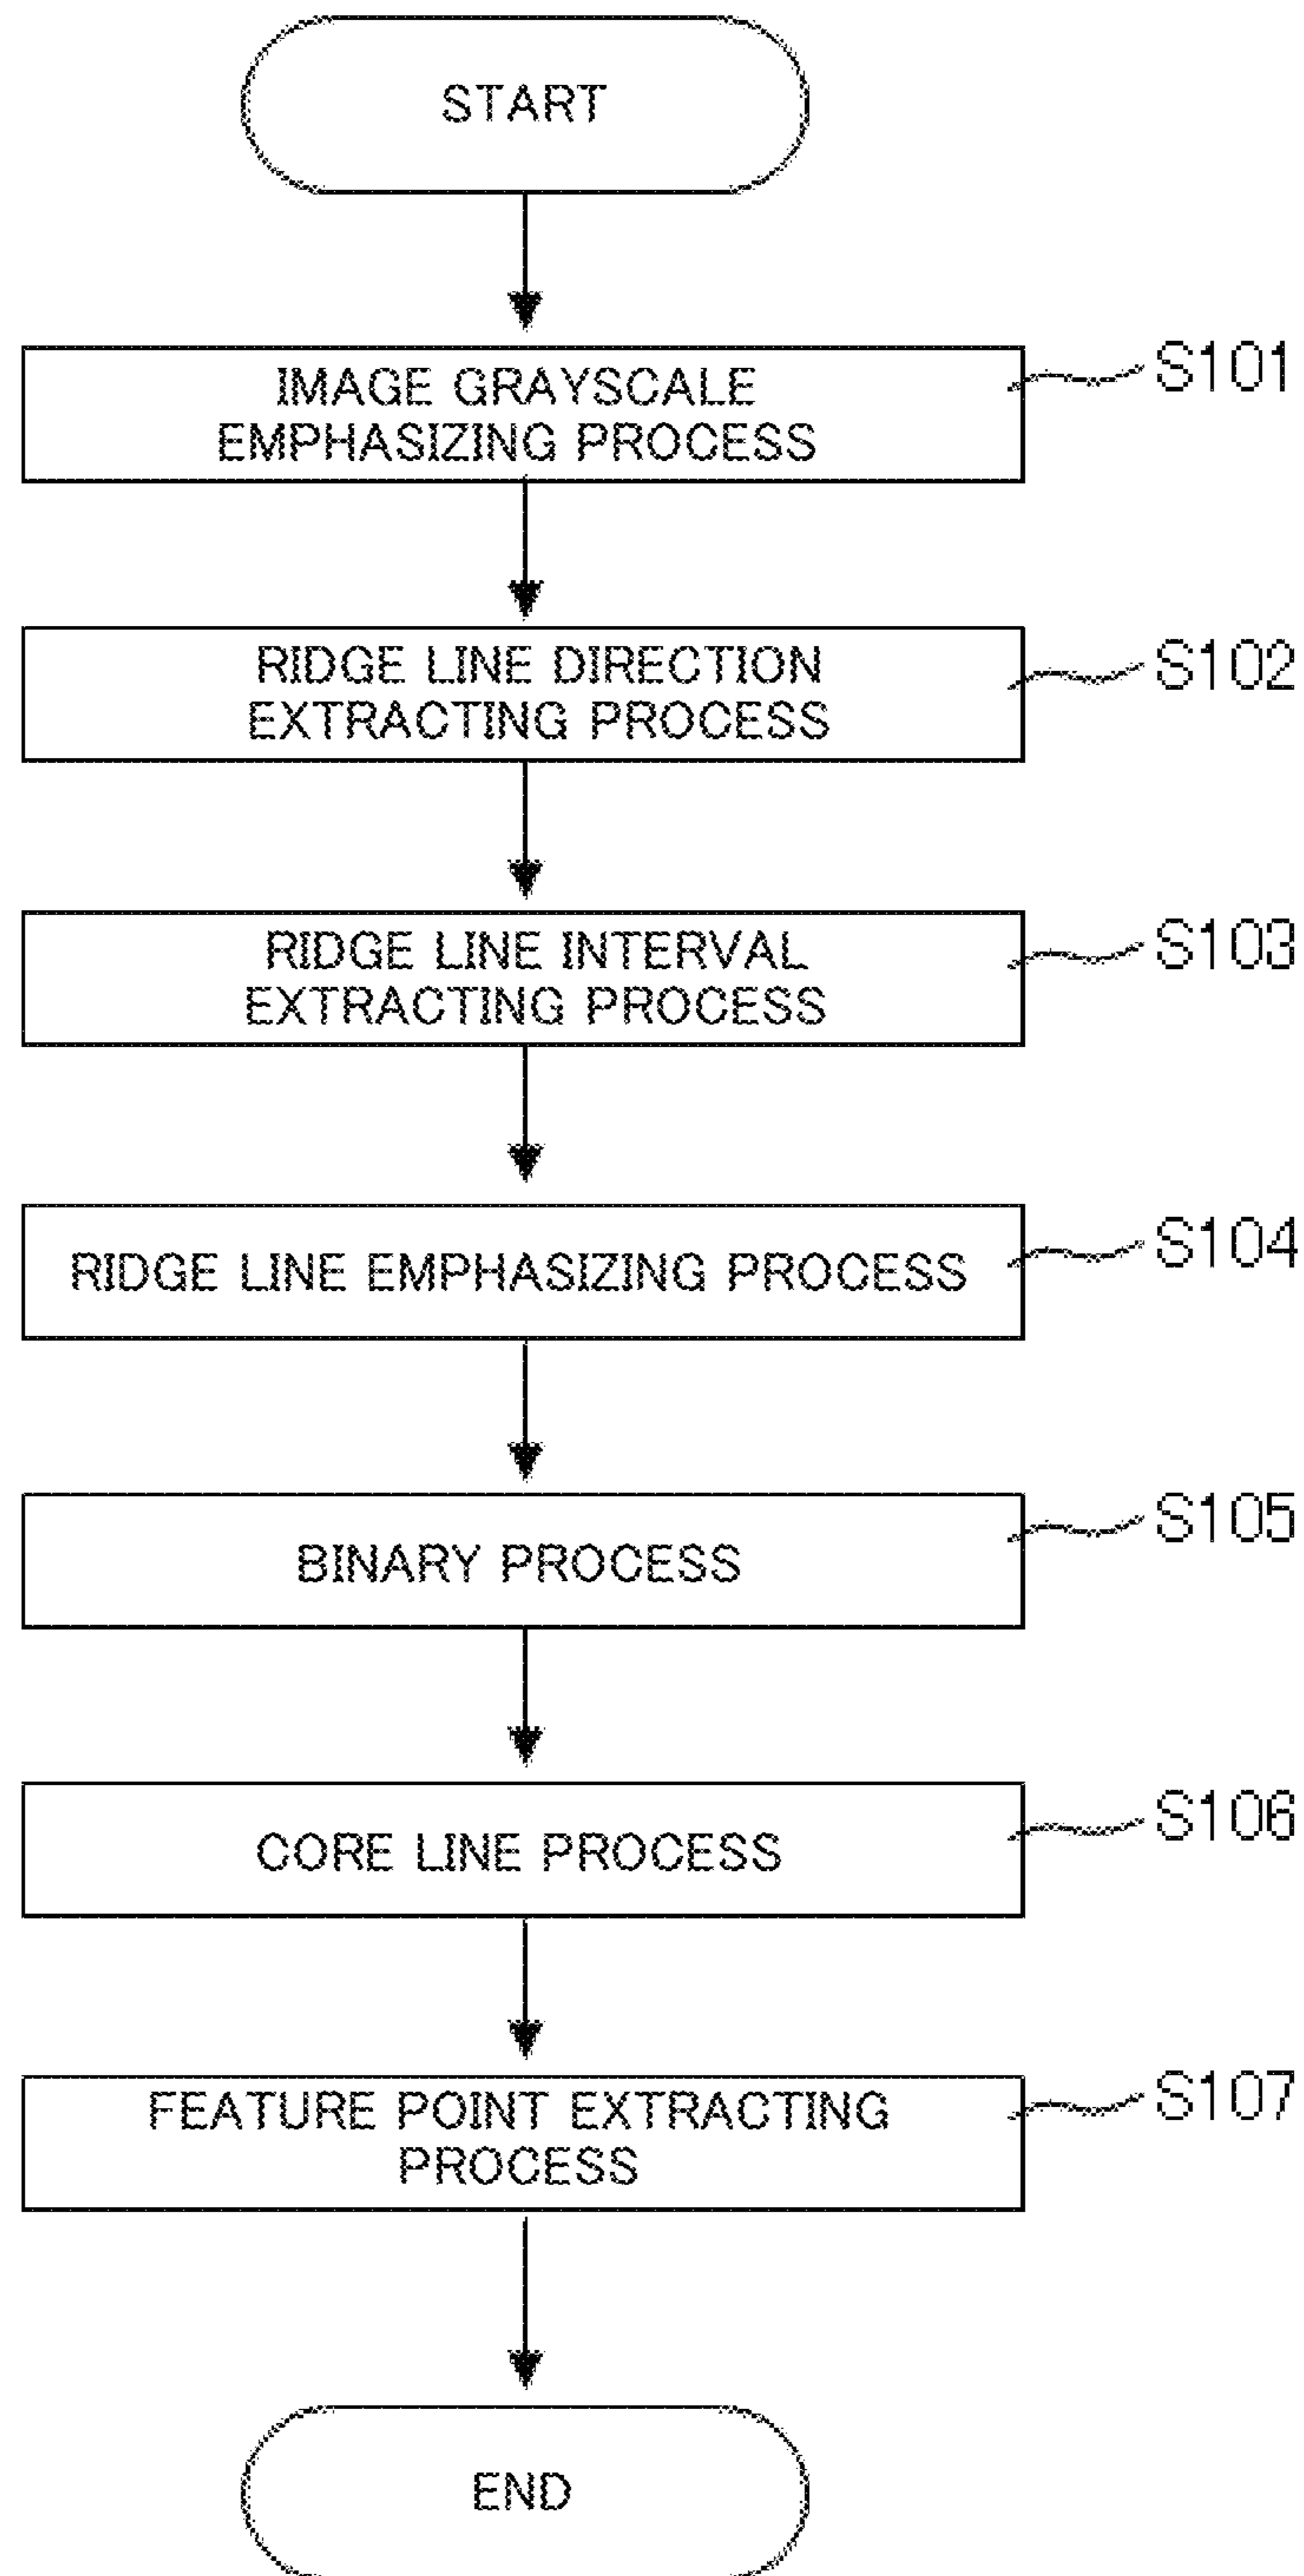 START
IMAGE GRAYSCALE
EMPHASIZING PROCESS
S101
RIDGE LINE DIRECTION
EXTRACTING PROCESS
S102
RIDGE LINE INTERVAL
EXTRACTING PROCESS
S103
RIDGE LINE EMPHASIZING PROCESS
S104
BINARY PROCESS
S105
CORE LINE PROCESS
S106
FEATURE POINT EXTRACTING
PROCESS
S107
END